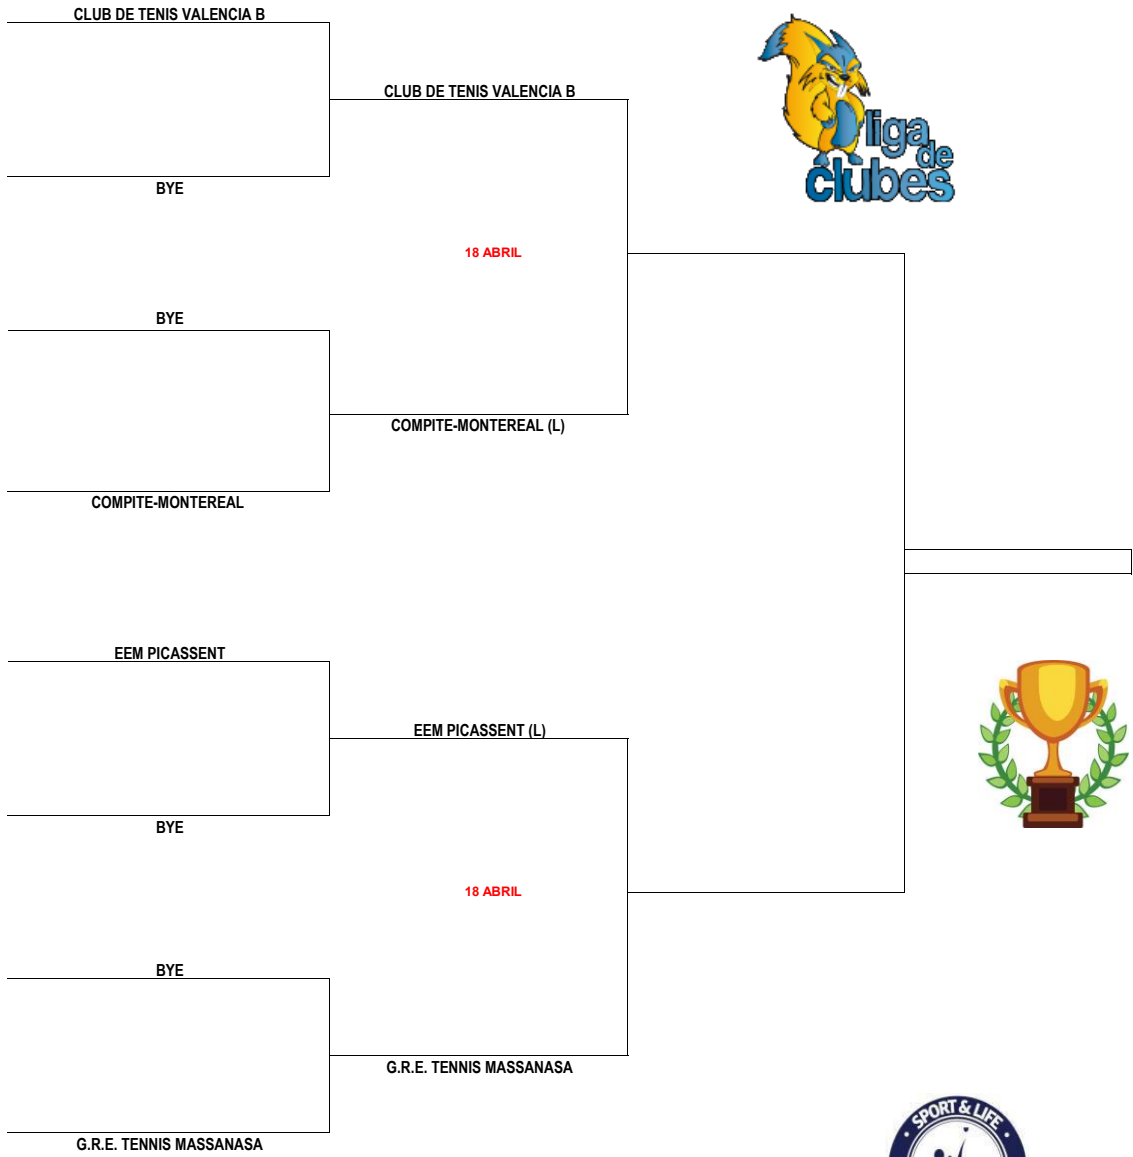 CLUB DE TENIS VALENCIA B
CLUB DE TENIS VALENCIA B
liga
de
clubes
BYE
18 ABRIL
BYE
COMPITE-MONTEREAL (L)
COMPITE-MONTEREAL
EEM PICASSENT
EEM PICASSENT (L)
BYE
18 ABRIL
BYE
G.R.E. TENNIS MASSANASA
G.R.E. TENNIS MASSANASA
SPORT & LIFE